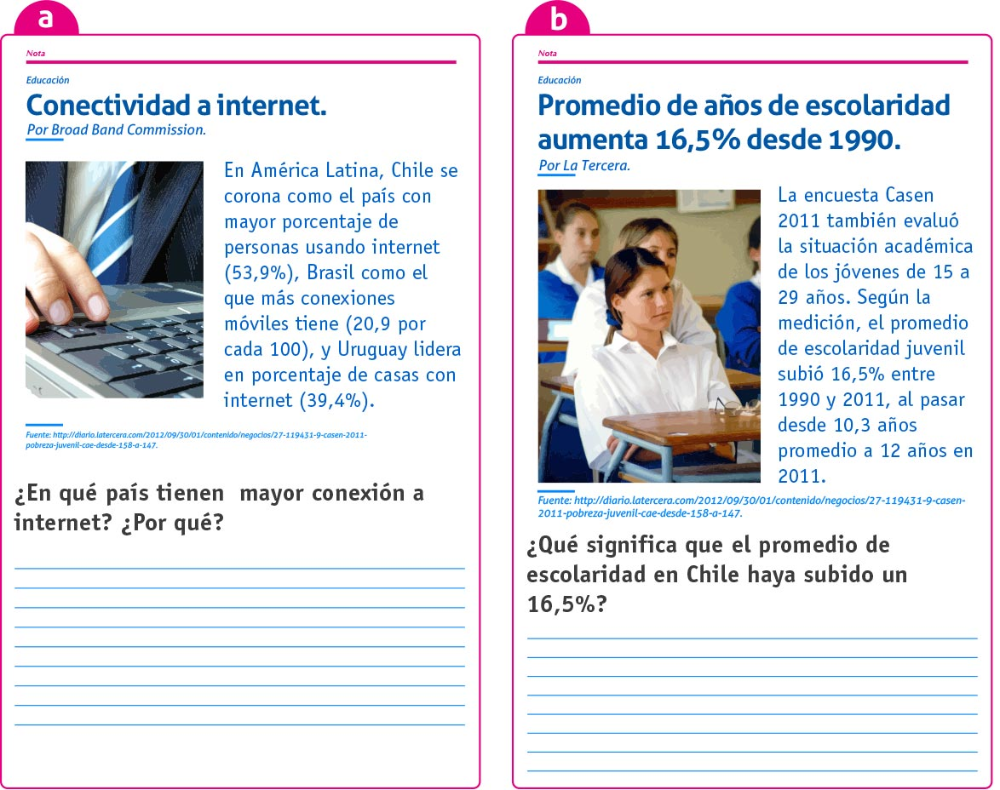 a
Nota
Educación
Conectividad a internet.
Por Broad Band Commission.
En América Latina, Chile se
corona como el país con
mayor porcentaje de
personas usando internet
(53,9%), Brasil como el
que más conexiones
móviles tiene (20,9 por
cada 100), y Uruguay lidera
en porcentaje de casas con
internet (39,4%).
Fuente: http://diario.latercera.com/2012/09/30/01/contenido/negocios/27-119431-9-casen-2011-
pobreza-juvenil-cae-desde-158-a-147.
¿En qué país tienen  mayor conexión a
internet? ¿Por qué?
b
Nota
Educación
Promedio de años de escolaridad
aumenta 16,5% desde 1990.
Por La Tercera.
La encuesta Casen
2011 también evaluó
la situación académica
de los jóvenes de 15 a
29 años. Según la
medición, el promedio
de escolaridad juvenil
subió 16,5% entre
1990 y 2011, al pasar
desde 10,3 años
promedio a 12 años en
2011.
Fuente: http://diario.latercera.com/2012/09/30/01/contenido/negocios/27-119431-9-casen-
2011-pobreza-juvenil-cae-desde-158-a-147.
¿Qué significa que el promedio de
escolaridad en Chile haya subido un
16,5%?